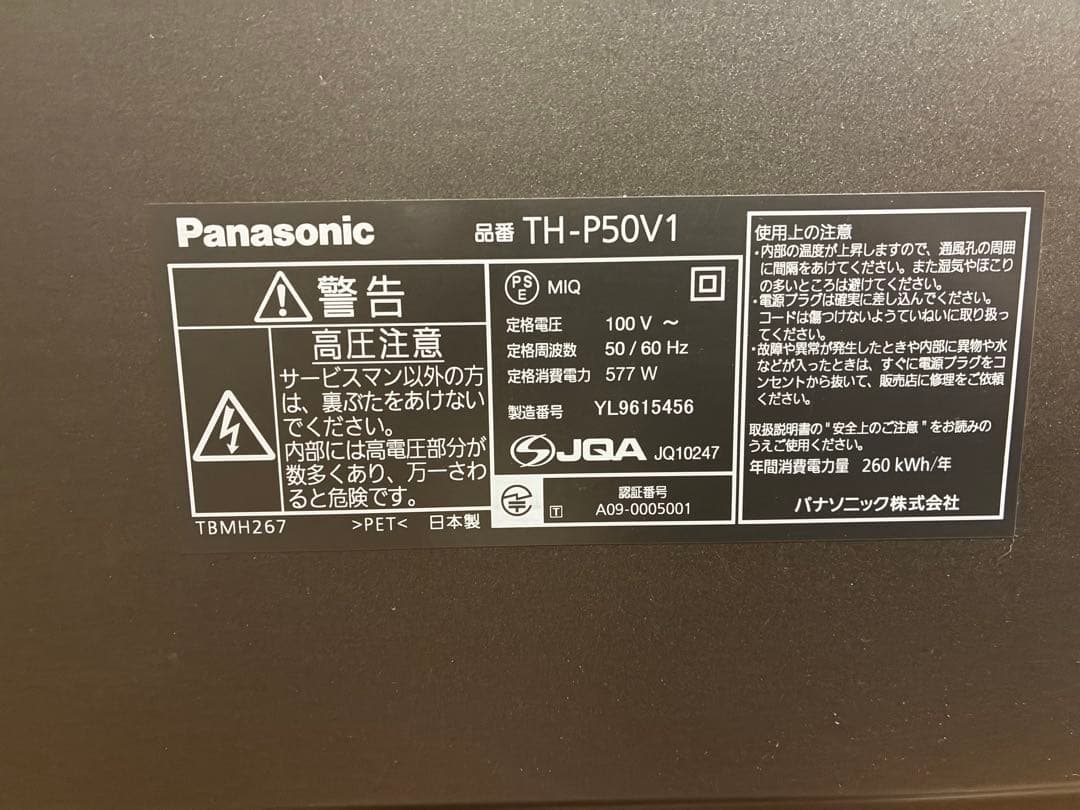 Panasonic 品番 TH-P50V1
警告
高圧注意
サービスマン以外の方
は、裏ぶたをあけない
でください。
内部には高電圧部分が
数多くあり、万一さわ
ると危険です。
TBMH267 >PET< 日本製
PSE MIQ
定格電圧 100 V ~
定格周波数 50 / 60 Hz
定格消費電力 577 W
製造番号 YL9615456
JQA JQ10247
T 認証番号
A09-0005001
使用上の注意
・内部の温度が上昇しますので、通風孔の周囲
に間隔をあけてください。また湿気やほこり
の多いところは避けてください。
・電源プラグは確実に差し込んでください。
コードは傷つけないようていねいに取り扱っ
てください。
・故障や異常が発生したときや内部に異物や水
などが入ったときは、すぐに電源プラグをコ
ンセントから抜いて、販売店に修理をご依頼
ください。
取扱説明書の"安全上のご注意"をお読みの
うえご使用ください。
年間消費電力量 260 kWh/年
パナソニック株式会社